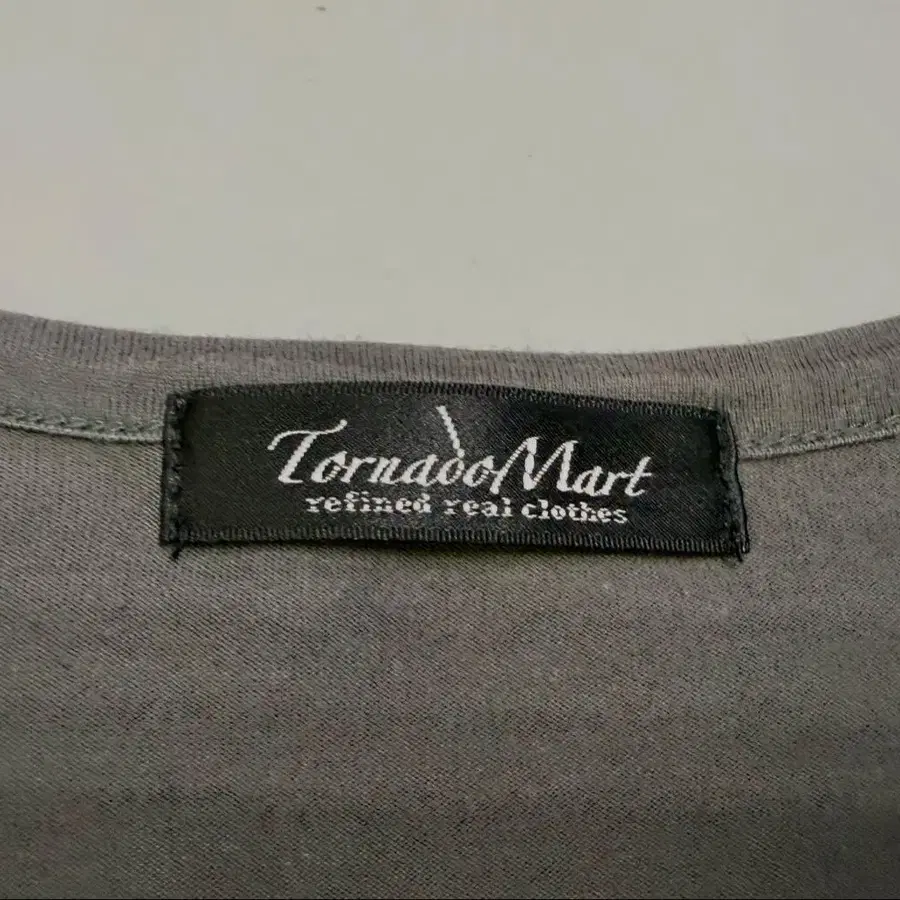 TornadoMart
refined real clothes